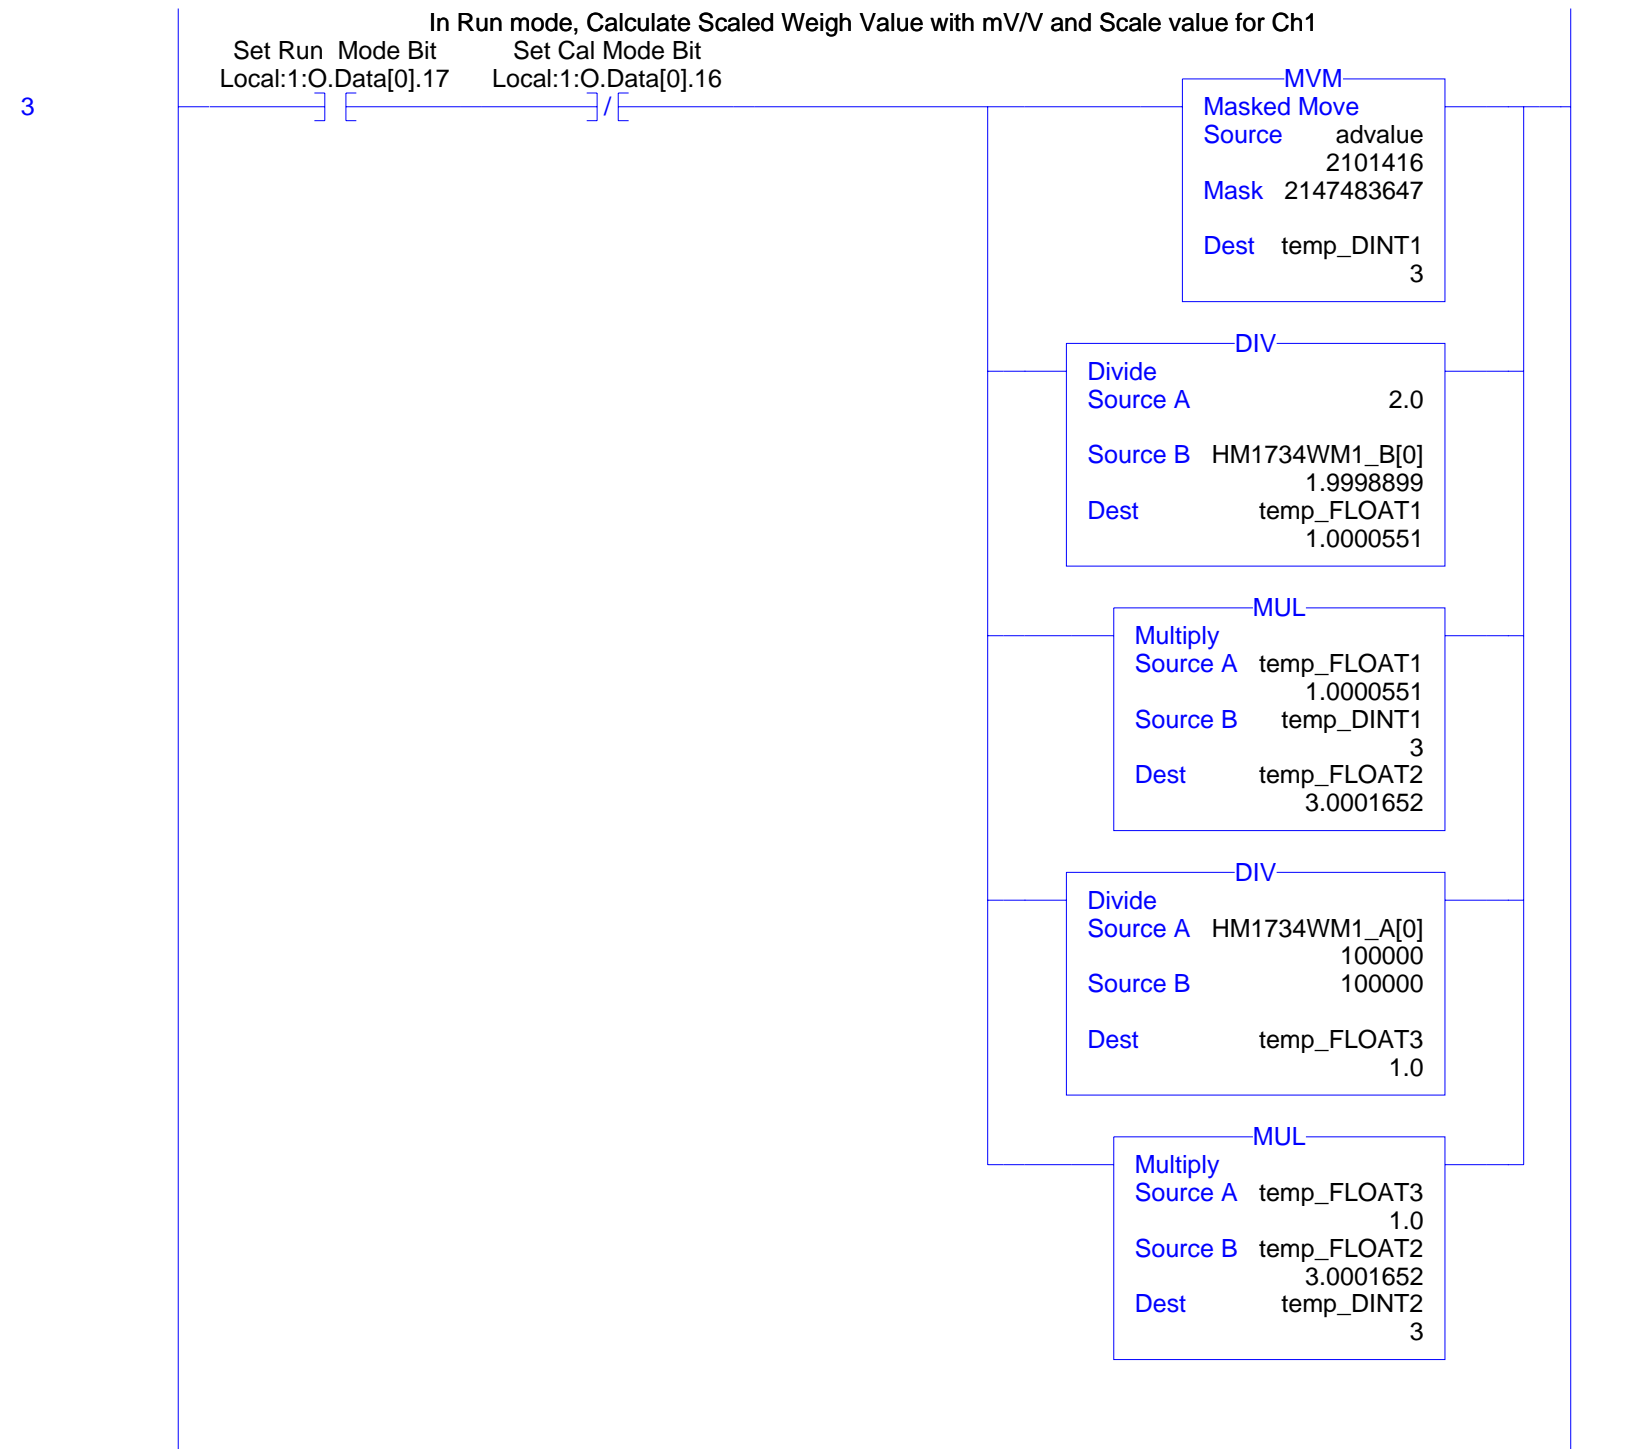 In Run mode, Calculate Scaled Weigh Value with mV/V and Scale value for Ch1
Set Run  Mode Bit
Local:1:O.Data[0].17
Set Cal Mode Bit
Local:1:O.Data[0].16
3
/
MVM
Masked Move
Source advalue
2101416
Mask 2147483647
Dest temp_DINT1
3
DIV
Divide
Source A 2.0
Source B HM1734WM1_B[0]
1.9998899
Dest temp_FLOAT1
1.0000551
MUL
Multiply
Source A temp_FLOAT1
1.0000551
Source B temp_DINT1
3
Dest temp_FLOAT2
3.0001652
DIV
Divide
Source A HM1734WM1_A[0]
100000
Source B 100000
Dest temp_FLOAT3
1.0
MUL
Multiply
Source A temp_FLOAT3
1.0
Source B temp_FLOAT2
3.0001652
Dest temp_DINT2
3